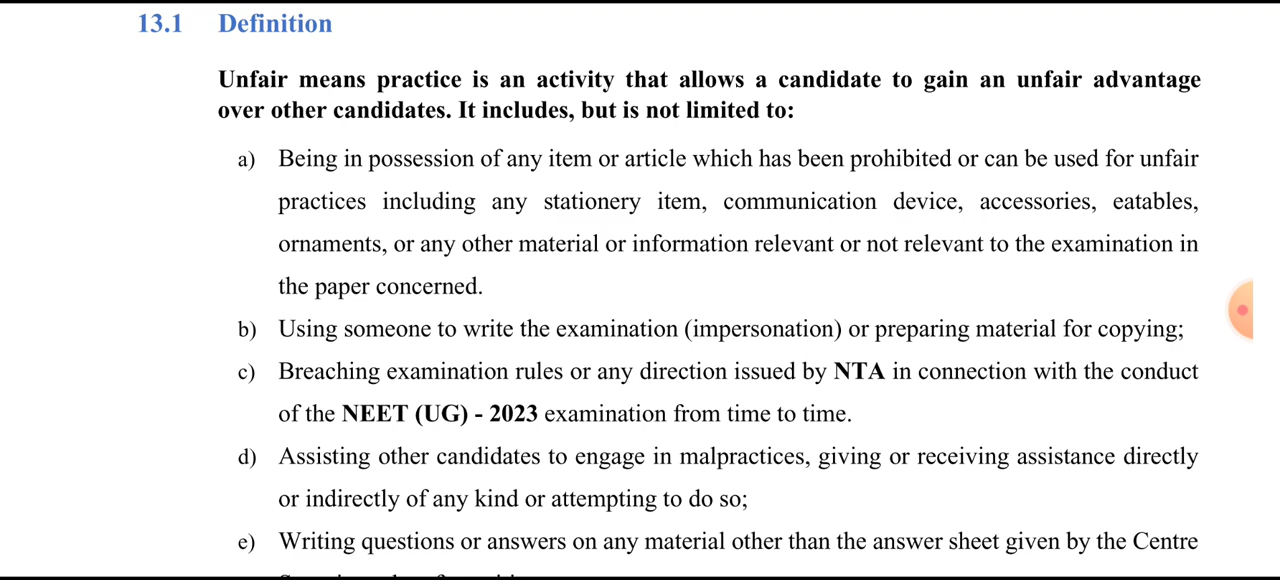 13.1 Definition
Unfair means practice is an activity that allows a candidate to gain an unfair advantage
over other candidates. It includes, but is not limited to:
a) Being in possession of any item or article which has been prohibited or can be used for unfair
practices including any stationery item, communication device, accessories, eatables,
ornaments, or any other material or information relevant or not relevant to the examination in
the paper concerned.
b) Using someone to write the examination (impersonation) or preparing material for copying;
c) Breaching examination rules or any direction issued by NTA in connection with the conduct
of the NEET (UG) - 2023 examination from time to time.
d) Assisting other candidates to engage in malpractices, giving or receiving assistance directly
or indirectly of any kind or attempting to do so;
e) Writing questions or answers on any material other than the answer sheet given by the Centre